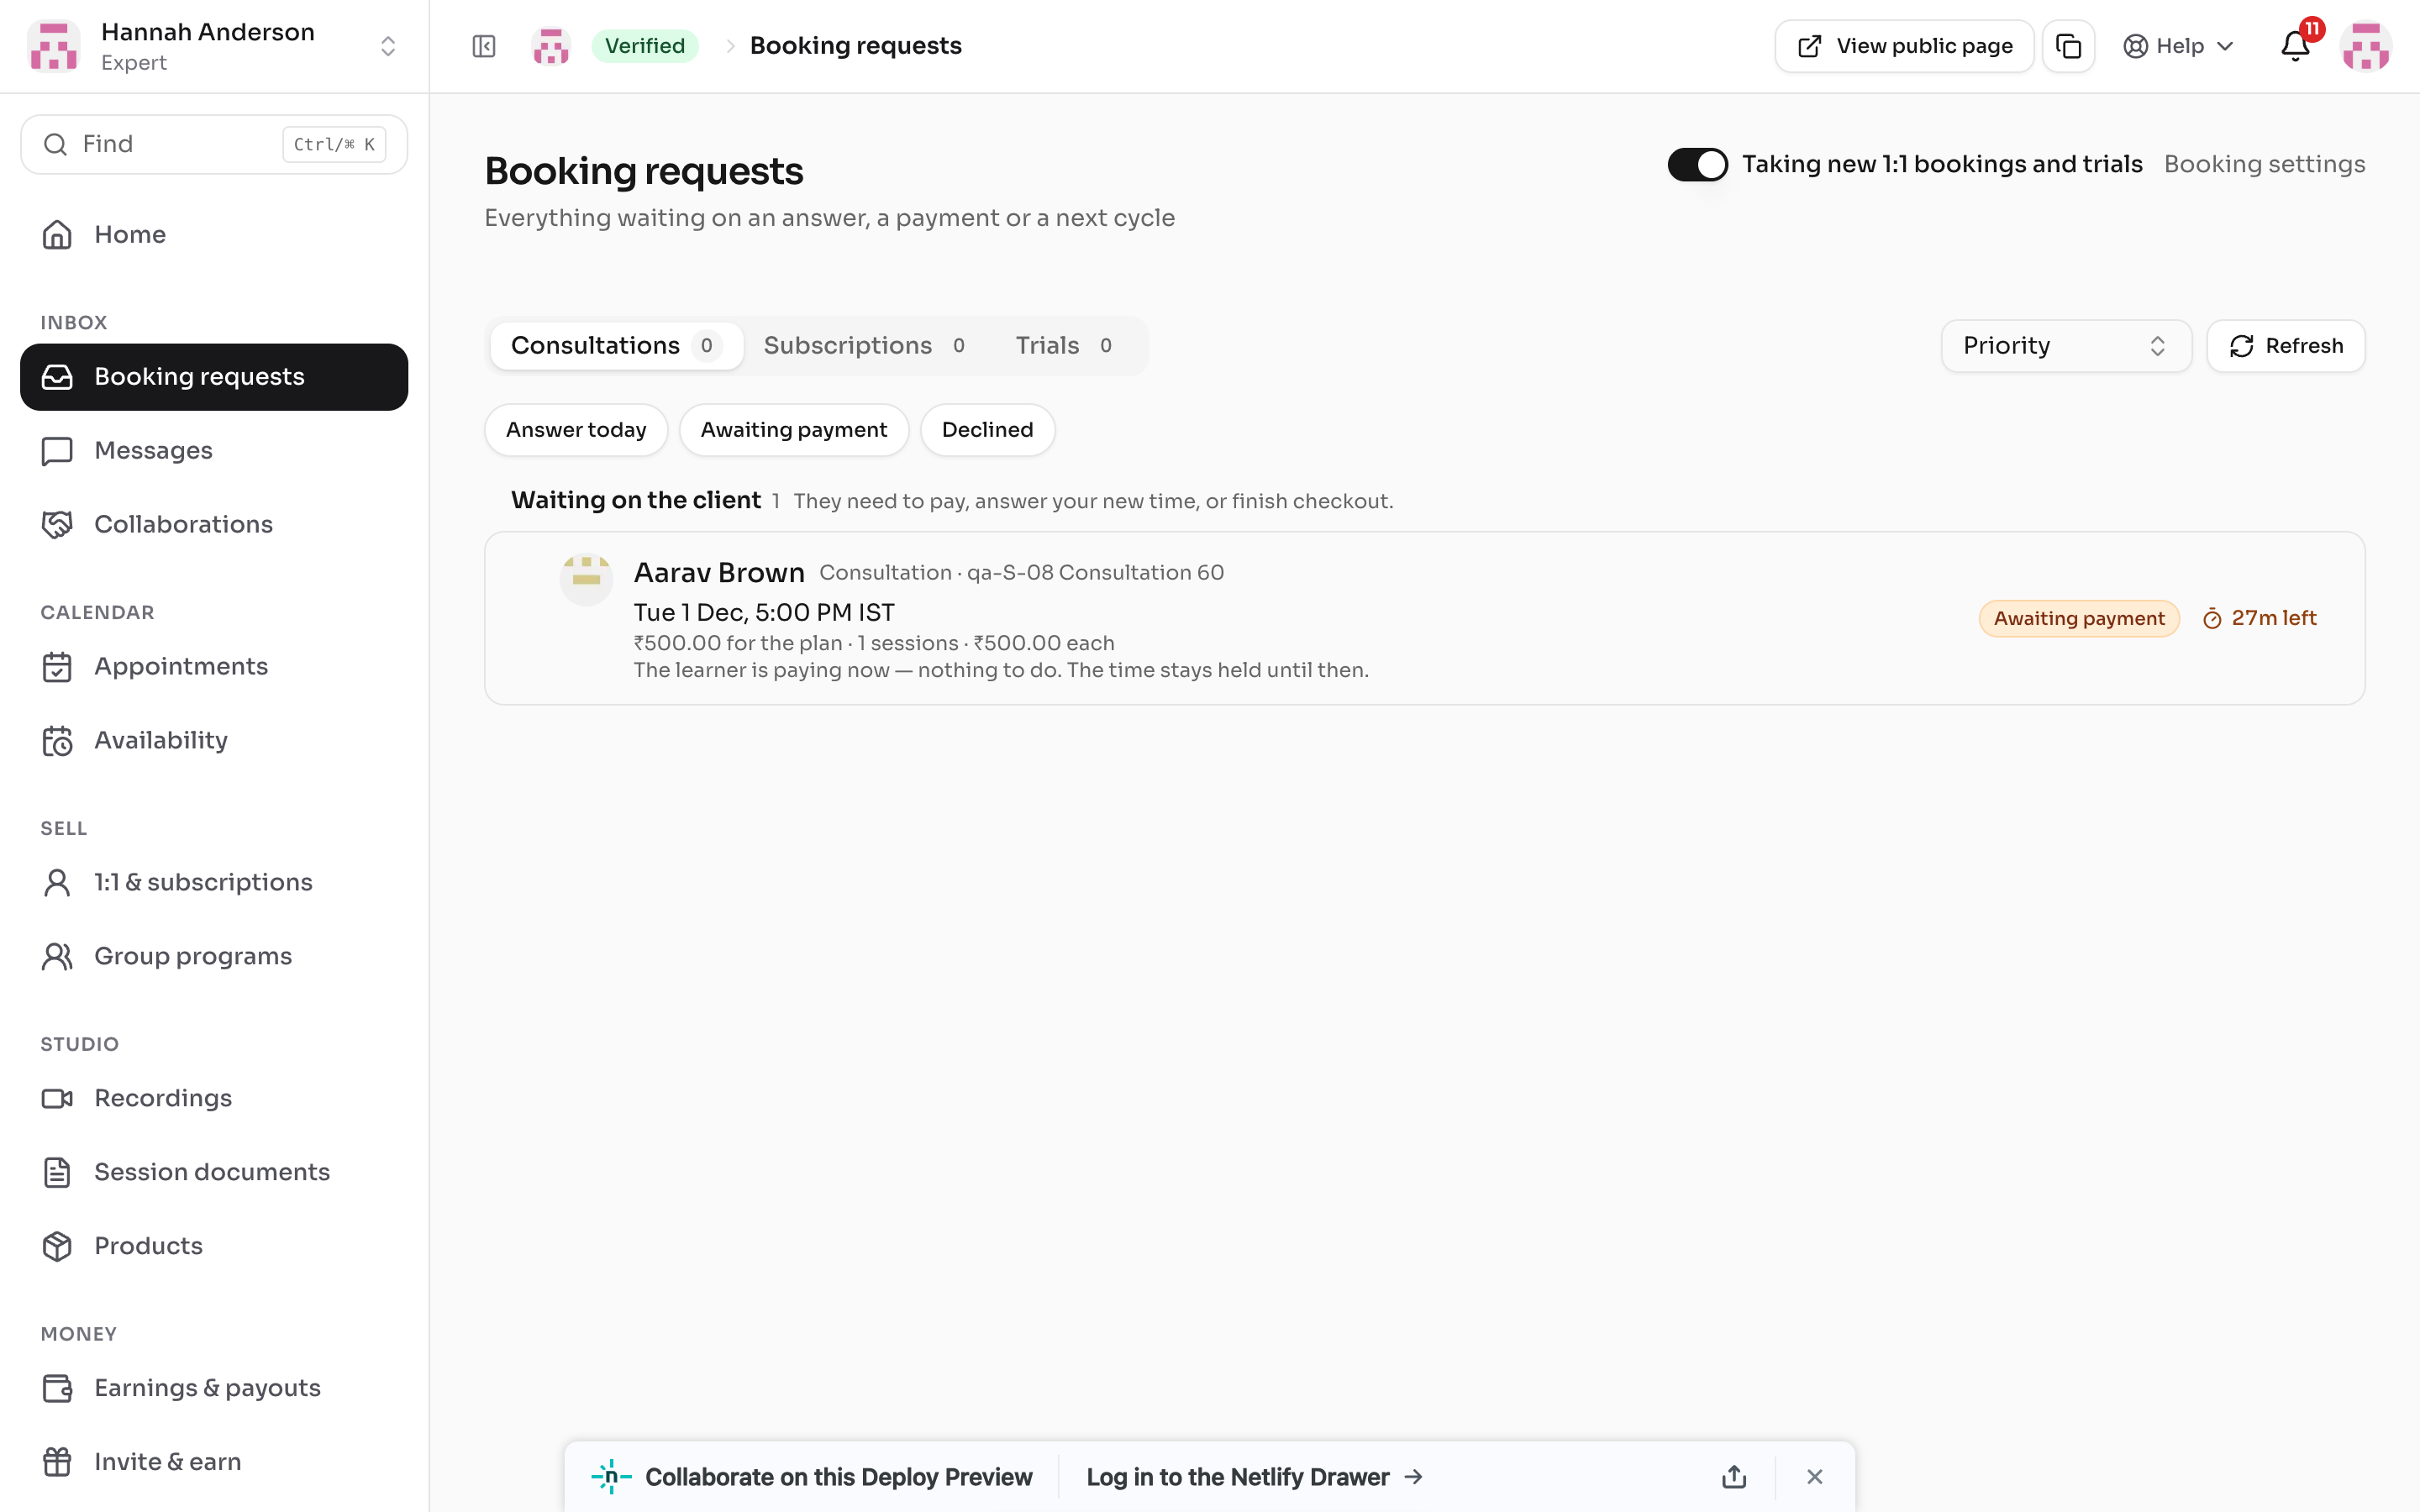 Hannah Anderson
Expert
Verified
Booking requests
View public page
Help
11
Find
Ctrl/⌘ K
Home
INBOX
Booking requests
Messages
Collaborations
CALENDAR
Appointments
Availability
SELL
1:1 & subscriptions
Group programs
STUDIO
Recordings
Session documents
Products
MONEY
Earnings & payouts
Invite & earn
Booking requests
Everything waiting on an answer, a payment or a next cycle
Taking new 1:1 bookings and trials
Booking settings
Consultations 0
Subscriptions 0
Trials 0
Priority
Refresh
Answer today
Awaiting payment
Declined
Waiting on the client 1 They need to pay, answer your new time, or finish checkout.
Aarav Brown Consultation · qa-S-08 Consultation 60
Tue 1 Dec, 5:00 PM IST
₹500.00 for the plan · 1 sessions · ₹500.00 each
The learner is paying now — nothing to do. The time stays held until then.
Awaiting payment
27m left
Collaborate on this Deploy Preview
Log in to the Netlify Drawer →